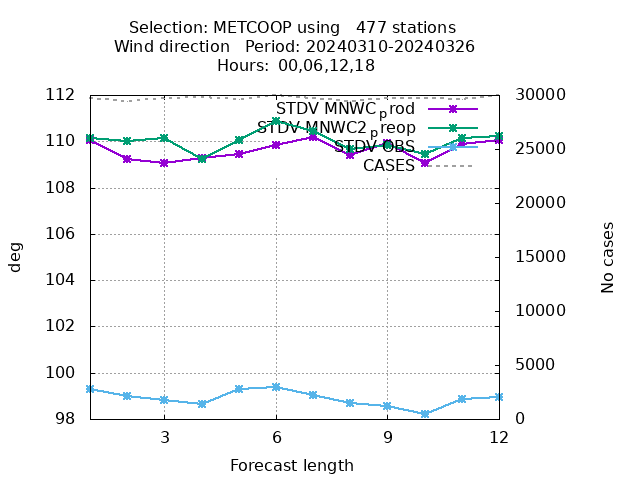 Selection: METCOOP using   477 stations
Wind direction   Period: 20240310-20240326
Hours:  00,06,12,18
STDV MNWCprod
STDV MNWC2preop
STDV OBS
CASES
112
110
108
106
104
102
100
98
30000
25000
20000
15000
10000
5000
0
3
6
9
12
deg
No cases
Forecast length